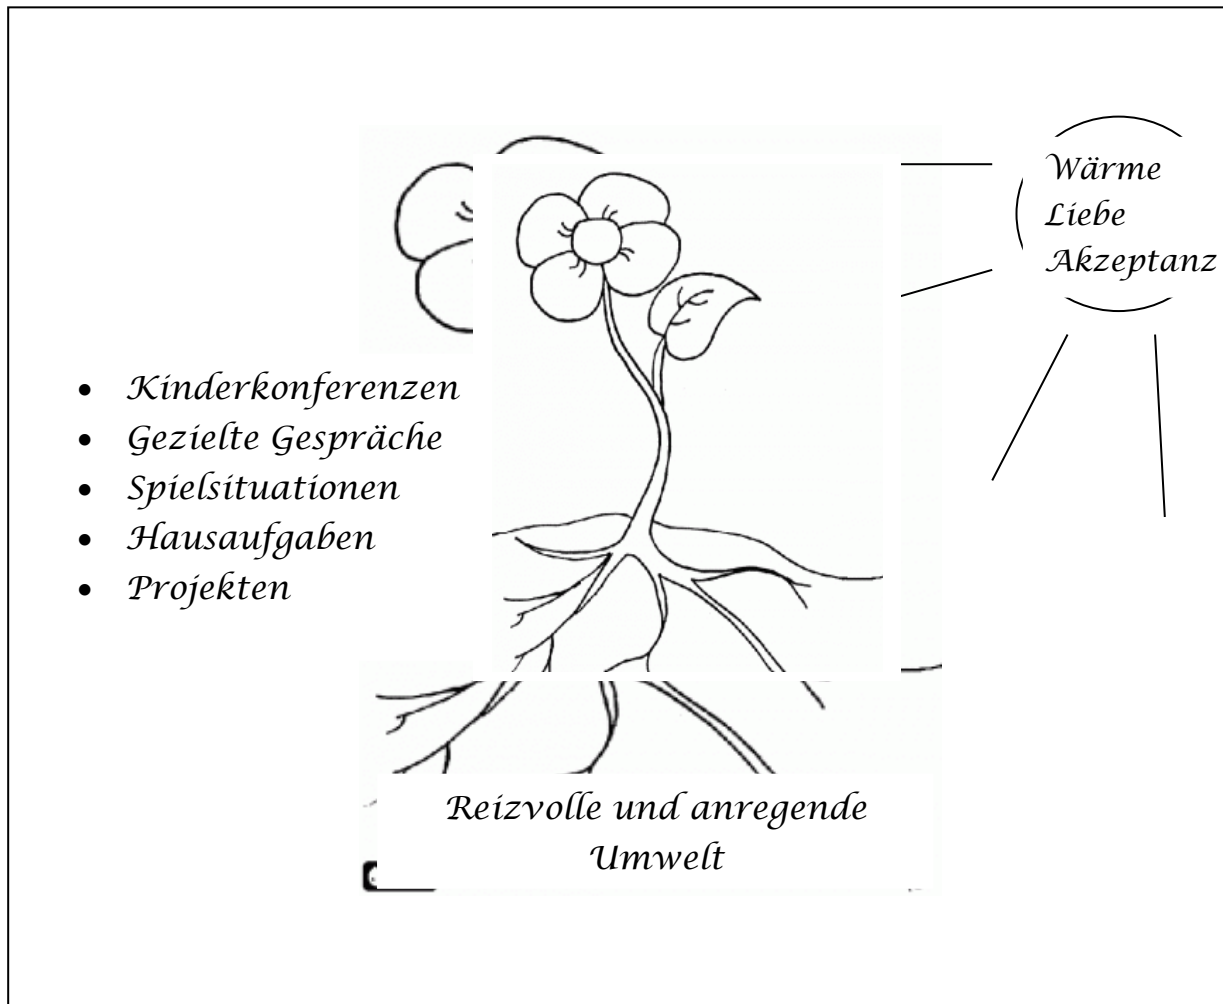 Wärme
Liebe
Akzeptanz
• Kinderkonferenzen
• Gezielte Gespräche
• Spielsituationen
• Hausaufgaben
• Projekten
Reizvolle und anregende
Umwelt